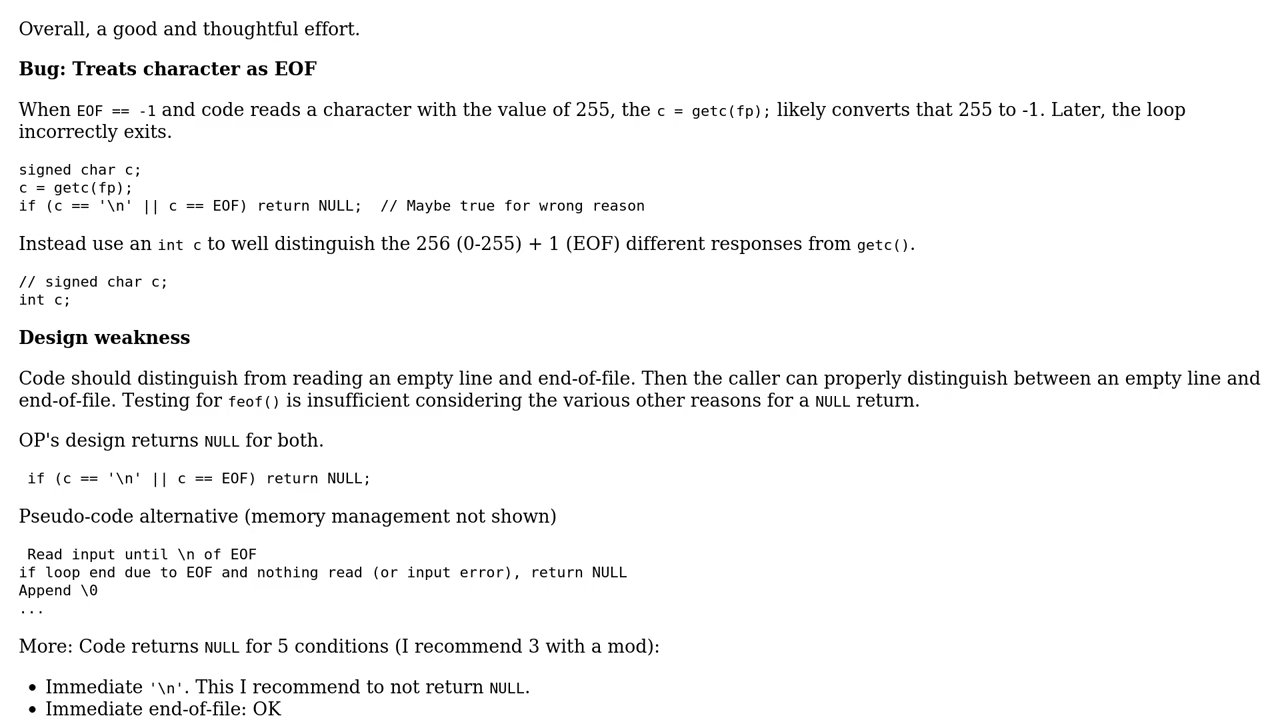 Overall, a good and thoughtful effort.
Bug: Treats character as EOF
When EOF == -1 and code reads a character with the value of 255, the c = getc(fp); likely converts that 255 to -1. Later, the loop
incorrectly exits.
signed char c;
c = getc(fp);
if (c == '\n' || c == EOF) return NULL;  // Maybe true for wrong reason
Instead use an int c to well distinguish the 256 (0-255) + 1 (EOF) different responses from getc().
// signed char c;
int c;
Design weakness
Code should distinguish from reading an empty line and end-of-file. Then the caller can properly distinguish between an empty line and
end-of-file. Testing for feof() is insufficient considering the various other reasons for a NULL return.
OP's design returns NULL for both.
 if (c == '\n' || c == EOF) return NULL;
Pseudo-code alternative (memory management not shown)
 Read input until \n of EOF
if loop end due to EOF and nothing read (or input error), return NULL
Append \0
...
More: Code returns NULL for 5 conditions (I recommend 3 with a mod):
• Immediate '\n'. This I recommend to not return NULL.
• Immediate end-of-file: OK